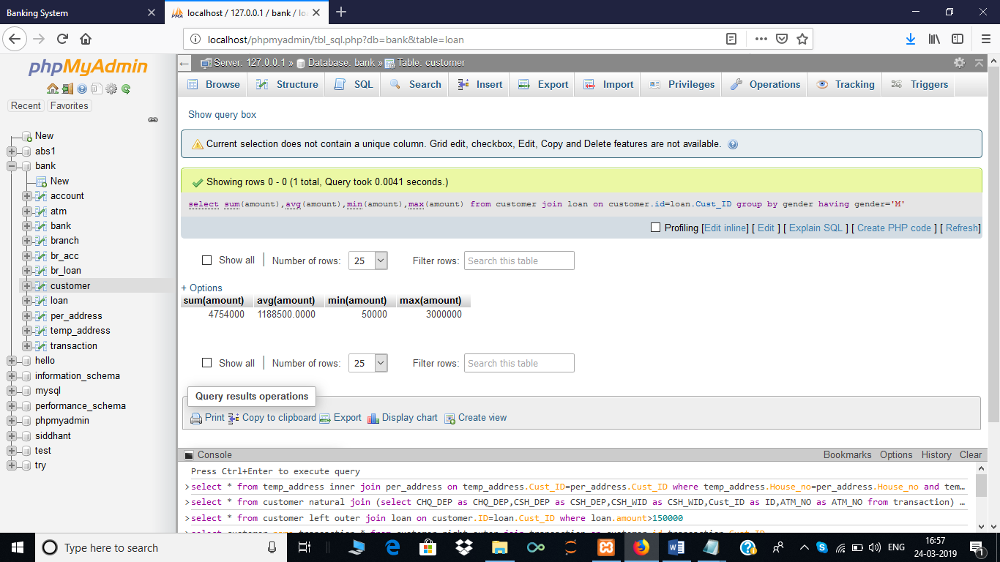 Banking System
localhost / 127.0.0.1 / bank / lo
localhost/phpmyadmin/tbl_sql.php?db=bank&table=loan
phpMyAdmin
Recent Favorites
New
abs1
bank
New
account
atm
bank
branch
br_acc
br_loan
customer
loan
per_address
temp_address
transaction
hello
information_schema
mysql
performance_schema
phpmyadmin
siddhant
test
try
Server: 127.0.0.1 » Database: bank » Table: customer
Browse Structure SQL Search Insert Export Import Privileges Operations Tracking Triggers
Show query box
Current selection does not contain a unique column. Grid edit, checkbox, Edit, Copy and Delete features are not available.
Showing rows 0 - 0 (1 total, Query took 0.0041 seconds.)
select sum(amount),avg(amount),min(amount),max(amount) from customer join loan on customer.id=loan.Cust_ID group by gender having gender='M'
Profiling [Edit inline] [ Edit ] [ Explain SQL ] [ Create PHP code ] [ Refresh]
Show all Number of rows: 25 Filter rows: Search this table
+ Options
sum(amount) avg(amount) min(amount) max(amount)
4754000 1188500.0000 50000 3000000
Show all Number of rows: 25 Filter rows: Search this table
Query results operations
Print Copy to clipboard Export Display chart Create view
Console Bookmarks Options History Clear
Press Ctrl+Enter to execute query
>select * from temp_address inner join per_address on temp_address.Cust_ID=per_address.Cust_ID where temp_address.House_no=per_address.House_no and tem…
>select * from customer natural join (select CHQ_DEP as CHQ_DEP,CSH_DEP as CSH_DEP,CSH_WID as CSH_WID,Cust_ID as ID,ATM_NO as ATM_NO from transaction) …
>select * from customer left outer join loan on customer.ID=loan.Cust_ID where loan.amount>150000
Type here to search
ENG
16:57
24-03-2019
1